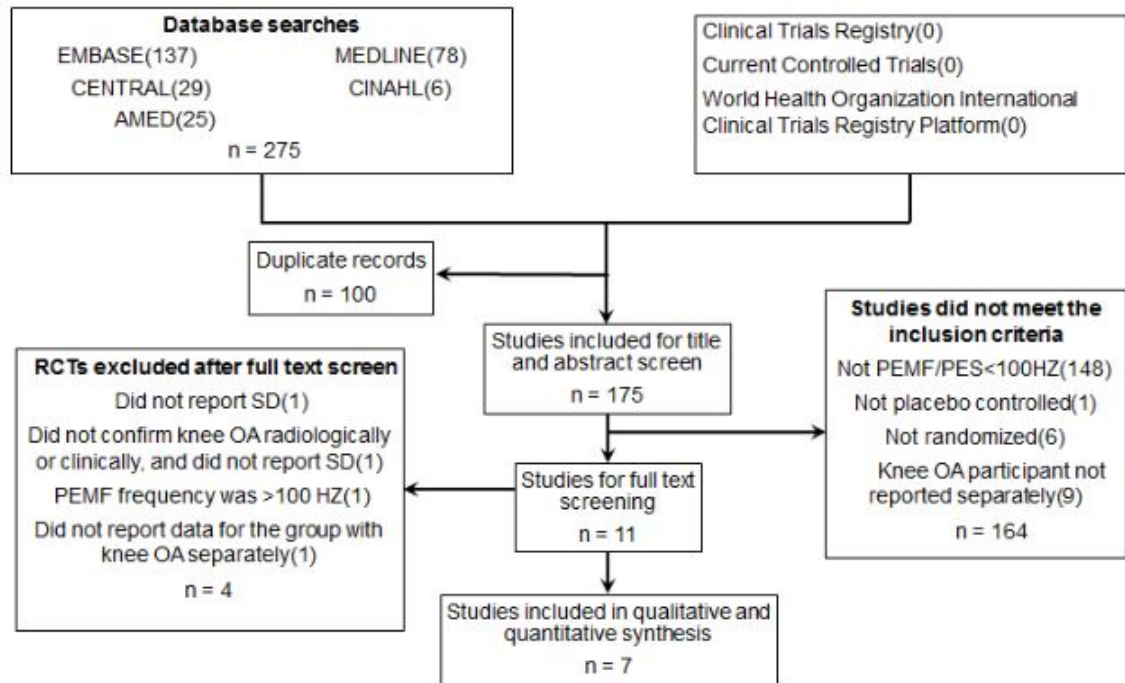 Database searches
EMBASE(137) MEDLINE(78)
CENTRAL(29) CINAHL(6)
AMED(25)
n = 275
Clinical Trials Registry(0)
Current Controlled Trials(0)
World Health Organization International
Clinical Trials Registry Platform(0)
Duplicate records
n = 100
Studies included for title
and abstract screen
n = 175
Studies did not meet the
inclusion criteria
Not PEMF/PES<100HZ(148)
Not placebo controlled(1)
Not randomized(6)
Knee OA participant not
reported separately(9)
n = 164
RCTs excluded after full text screen
Did not report SD(1)
Did not confirm knee OA radiologically
or clinically, and did not report SD(1)
PEMF frequency was >100 HZ(1)
Did not report data for the group with
knee OA separately(1)
n = 4
Studies for full text
screening
n = 11
Studies included in qualitative and
quantitative synthesis
n = 7